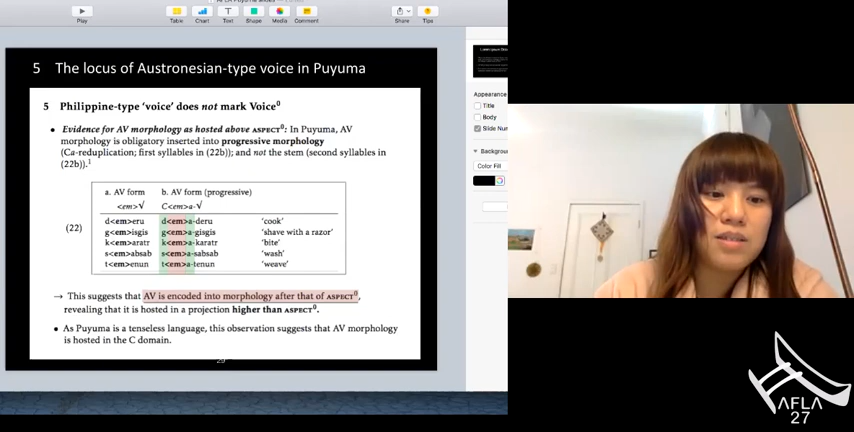 AFLA Puyuma slides
Play
Table
Chart
Text
Shape
Media
Comment
Share
Tips
5 The locus of Austronesian-type voice in Puyuma
5 Philippine-type ‘voice’ does not mark Voice⁰
• Evidence for AV morphology as hosted above ASPECT⁰: In Puyuma, AV
morphology is obligatory inserted into progressive morphology
(Ca-reduplication; first syllables in (22b)); and not the stem (second syllables in
(22b)).¹
a. AV form b. AV form (progressive)
<em>√ C<em>a-√
(22)
d<em>eru d<em>a-deru ‘cook’
g<em>isgis g<em>a-gisgis ‘shave with a razor’
k<em>aratr k<em>a-karatr ‘bite’
s<em>absab s<em>a-sabsab ‘wash’
t<em>enun t<em>a-tenun ‘weave’
→ This suggests that AV is encoded into morphology after that of ASPECT⁰,
revealing that it is hosted in a projection higher than ASPECT⁰.
• As Puyuma is a tenseless language, this observation suggests that AV morphology
is hosted in the C domain.
29
Appearance
Title
Body
Slide Num
Backgrou
Color Fill
AFLA
27